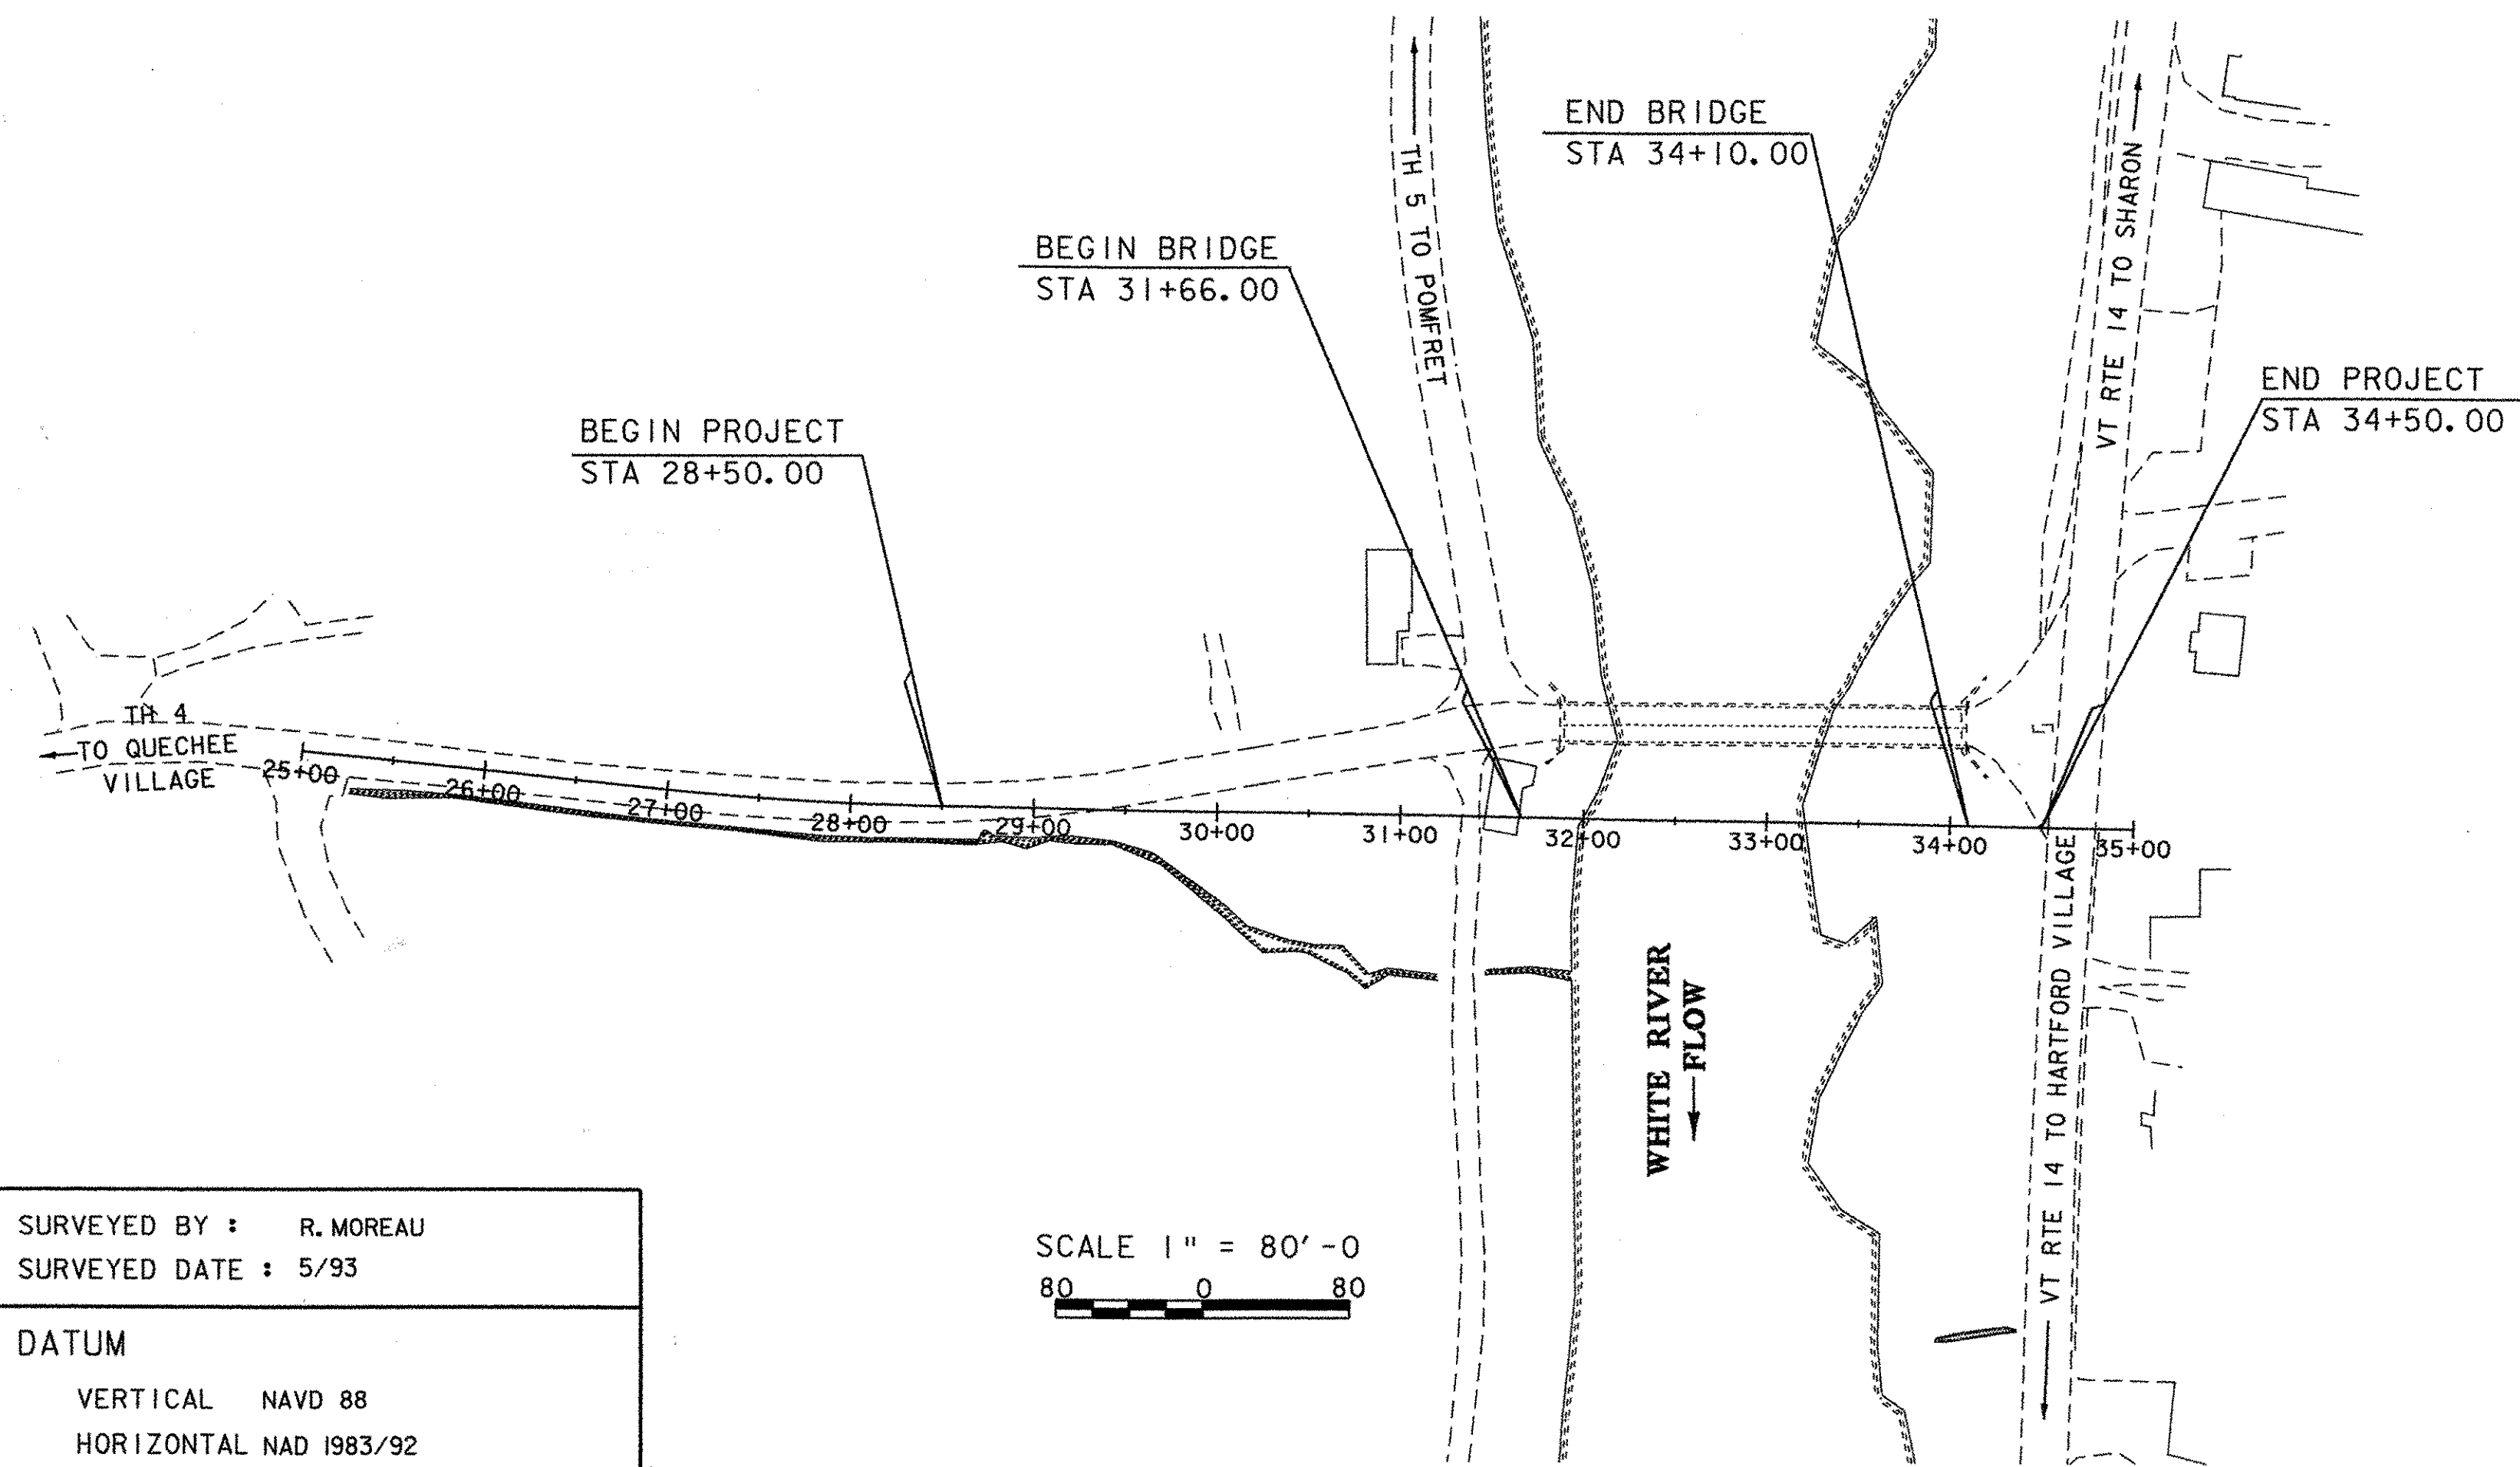 END BRIDGE
STA 34+10.00
BEGIN BRIDGE
STA 31+66.00
END PROJECT
STA 34+50.00
BEGIN PROJECT
STA 28+50.00
TH 5 TO POMFRET
VT RTE 14 TO SHARON
TH 4
TO QUECHEE
VILLAGE
25+00
26+00
27+00
28+00
29+00
30+00
31+00
32+00
33+00
34+00
35+00
WHITE RIVER
FLOW
VT RTE 14 TO HARTFORD VILLAGE
SURVEYED BY : R. MOREAU
SURVEYED DATE : 5/93
DATUM
VERTICAL NAVD 88
HORIZONTAL NAD 1983/92
SCALE 1" = 80'-0
80 0 80